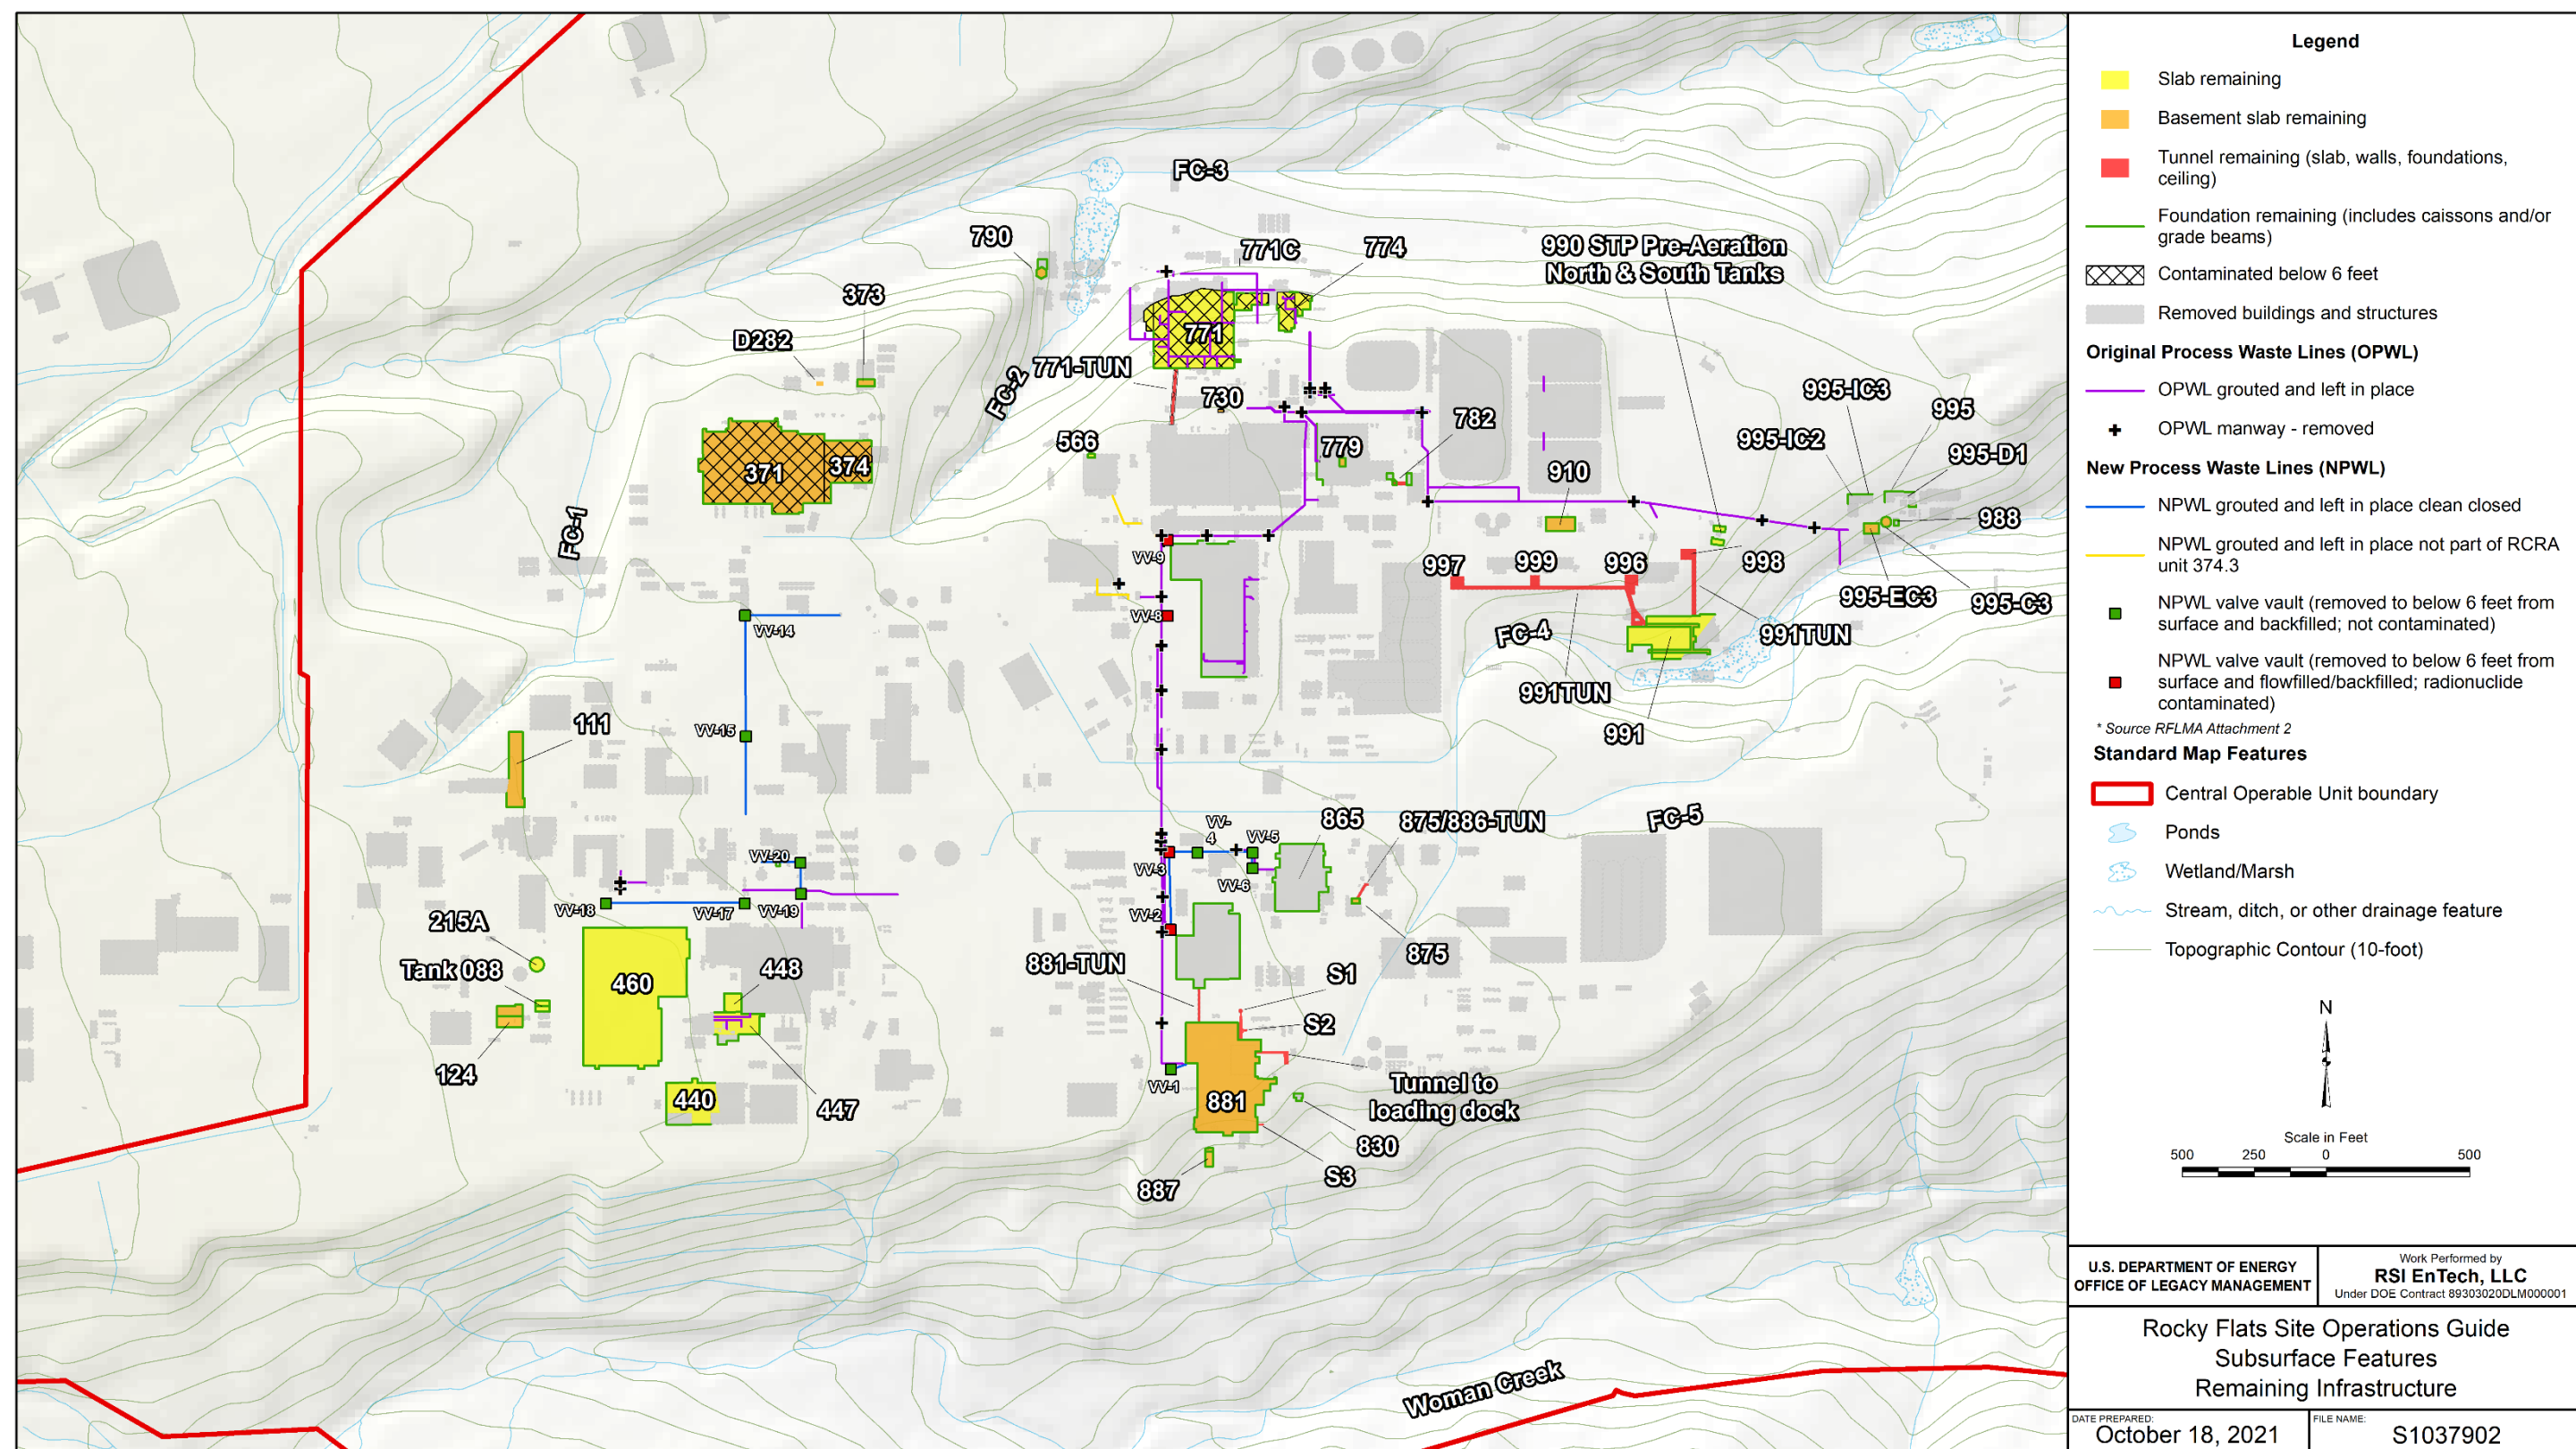 FC-3
790
771C
774
990 STP Pre-Aeration
North & South Tanks
373
D282
771
771-TUN
FC-2
730
995-IC3
995
782
566
779
995-IC2
995-D1
371
374
910
988
FC-1
VV-9
997
999
996
998
995-EC3
995-C3
VV-8
VV-14
FC-4
991TUN
991TUN
111
VV-15
991
865
875/886-TUN
FC-5
VV-
4
VV-5
VV-20
VV-3
VV-6
VV-18
VV-17
VV-19
VV-2
215A
875
881-TUN
Tank 088
448
S1
460
S2
124
VV-1
Tunnel to
loading dock
440
447
881
830
S3
887
Woman Creek
Legend
Slab remaining
Basement slab remaining
Tunnel remaining (slab, walls, foundations,
ceiling)
Foundation remaining (includes caissons and/or
grade beams)
Contaminated below 6 feet
Removed buildings and structures
Original Process Waste Lines (OPWL)
OPWL grouted and left in place
OPWL manway - removed
New Process Waste Lines (NPWL)
NPWL grouted and left in place clean closed
NPWL grouted and left in place not part of RCRA
unit 374.3
NPWL valve vault (removed to below 6 feet from
surface and backfilled; not contaminated)
NPWL valve vault (removed to below 6 feet from
surface and flowfilled/backfilled; radionuclide
contaminated)
* Source RFLMA Attachment 2
Standard Map Features
Central Operable Unit boundary
Ponds
Wetland/Marsh
Stream, ditch, or other drainage feature
Topographic Contour (10-foot)
N
Scale in Feet
500 250 0 500
U.S. DEPARTMENT OF ENERGY
OFFICE OF LEGACY MANAGEMENT
Work Performed by
RSI EnTech, LLC
Under DOE Contract 89303020DLM000001
Rocky Flats Site Operations Guide
Subsurface Features
Remaining Infrastructure
DATE PREPARED:
October 18, 2021
FILE NAME:
S1037902